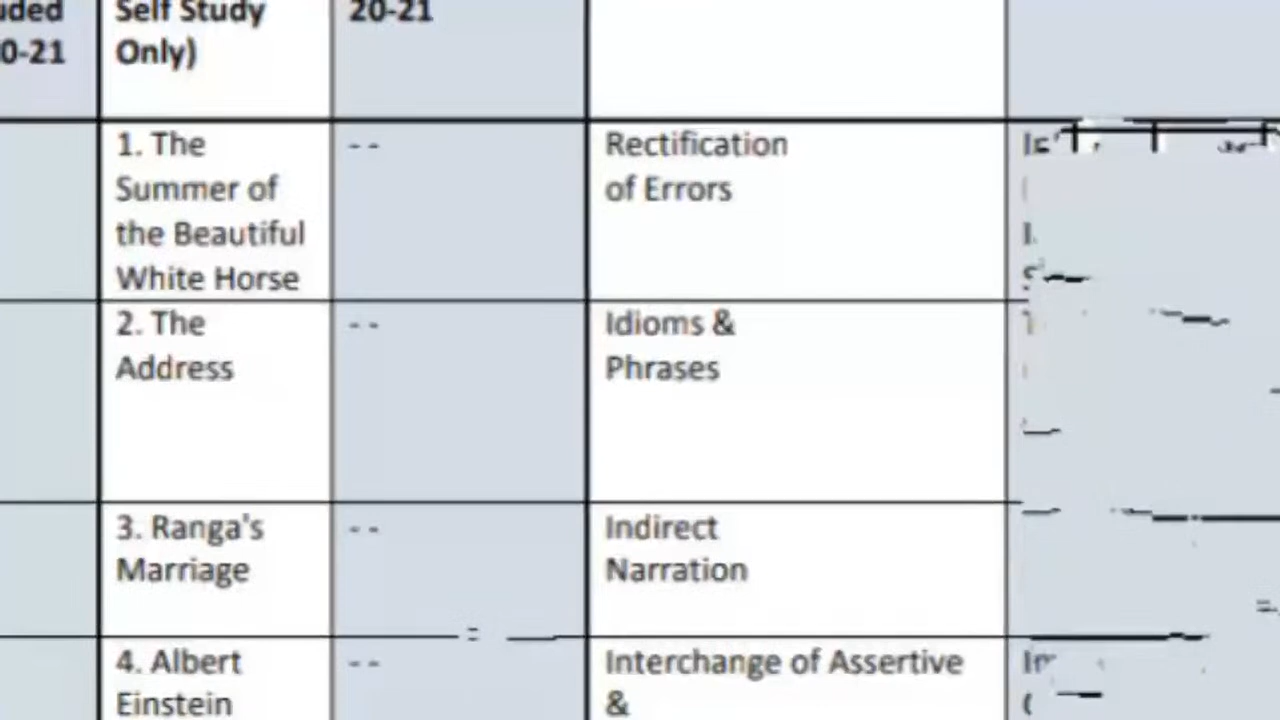 uded
0-21
Self Study
Only)
20-21
1. The
Summer of
the Beautiful
White Horse
--
Rectification
of Errors
2. The
Address
--
Idioms &
Phrases
3. Ranga's
Marriage
--
Indirect
Narration
4. Albert
Einstein
--
Interchange of Assertive
&